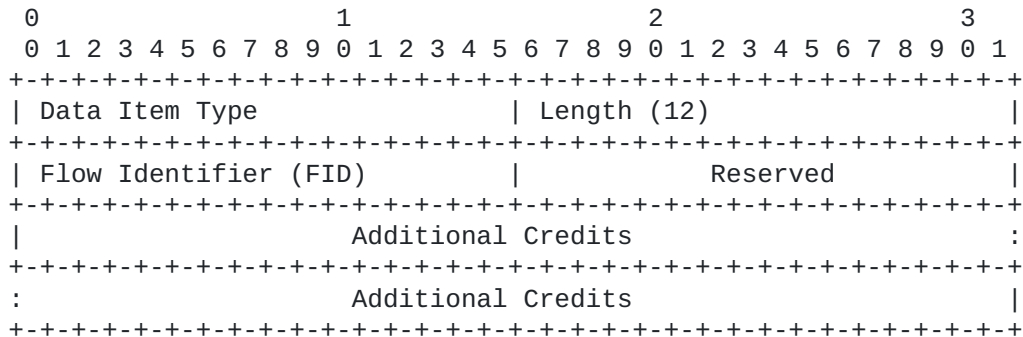 0                   1                   2                   3
 0 1 2 3 4 5 6 7 8 9 0 1 2 3 4 5 6 7 8 9 0 1 2 3 4 5 6 7 8 9 0 1
+-+-+-+-+-+-+-+-+-+-+-+-+-+-+-+-+-+-+-+-+-+-+-+-+-+-+-+-+-+-+-+-+
| Data Item Type                | Length (12)                   |
+-+-+-+-+-+-+-+-+-+-+-+-+-+-+-+-+-+-+-+-+-+-+-+-+-+-+-+-+-+-+-+-+
| Flow Identifier (FID)         |            Reserved           |
+-+-+-+-+-+-+-+-+-+-+-+-+-+-+-+-+-+-+-+-+-+-+-+-+-+-+-+-+-+-+-+-+
|                     Additional Credits                        :
+-+-+-+-+-+-+-+-+-+-+-+-+-+-+-+-+-+-+-+-+-+-+-+-+-+-+-+-+-+-+-+-+
:                     Additional Credits                        |
+-+-+-+-+-+-+-+-+-+-+-+-+-+-+-+-+-+-+-+-+-+-+-+-+-+-+-+-+-+-+-+-+